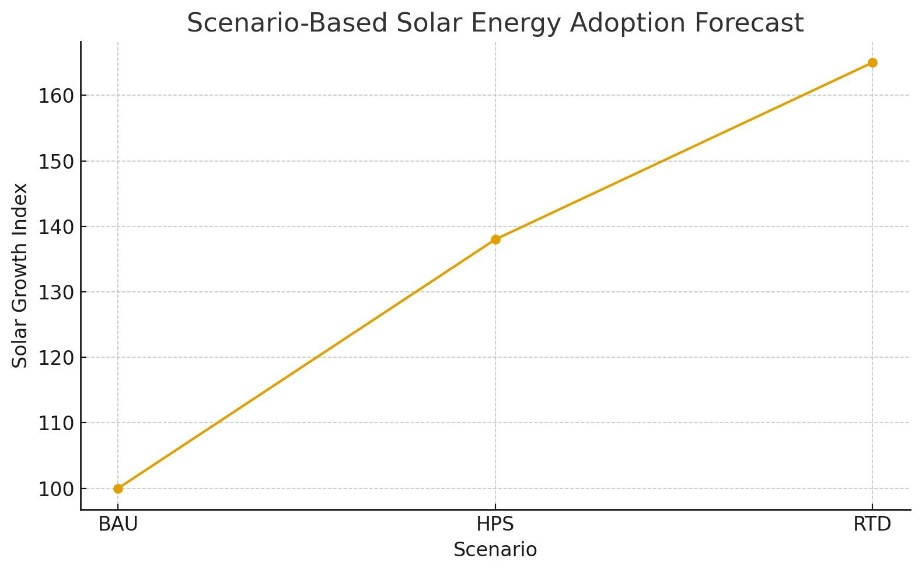 Scenario-Based Solar Energy Adoption Forecast
Solar Growth Index
160
150
140
130
120
110
100
BAU HPS RTD
Scenario